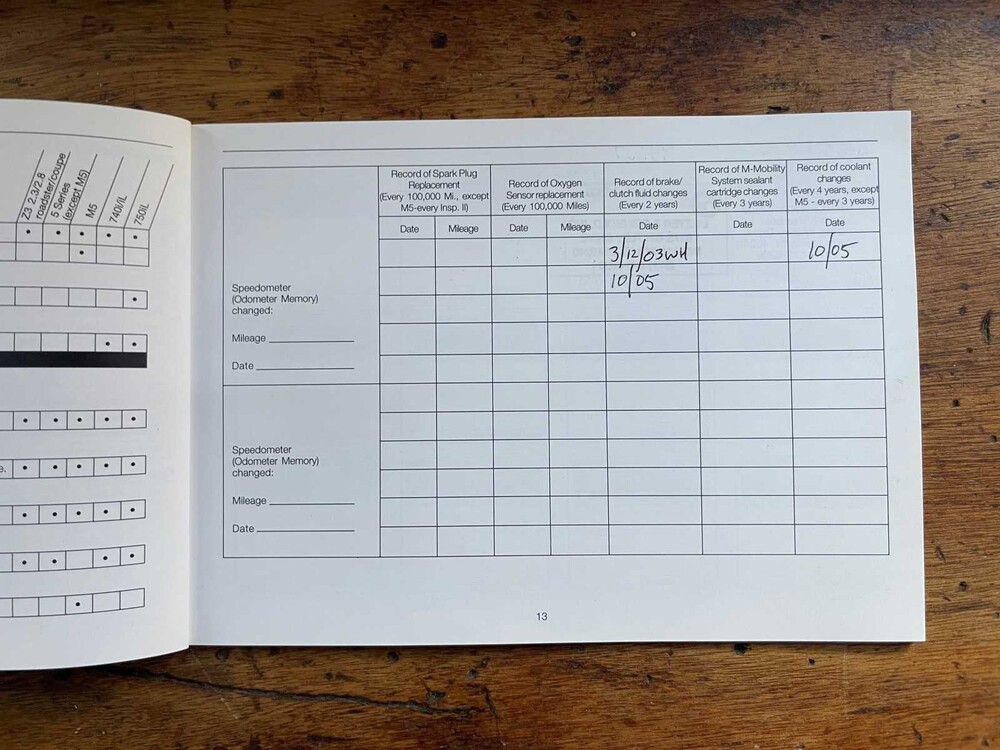 Z3 2.3/2.8
roadster/coupe
5 Series
(except M5)
M5
740i/iL
750iL
e.
Record of Spark Plug
Replacement
(Every 100,000 Mi., except
M5-every Insp. II)
Record of Oxygen
Sensor replacement
(Every 100,000 Miles)
Record of brake/
clutch fluid changes
(Every 2 years)
Record of M-Mobility
System sealant
cartridge changes
(Every 3 years)
Record of coolant
changes
(Every 4 years, except
M5 - every 3 years)
Date Mileage Date Mileage Date Date Date
3/12/03WH 10/05
10/05
Speedometer
(Odometer Memory)
changed:
Mileage
Date
Speedometer
(Odometer Memory)
changed:
Mileage
Date
13